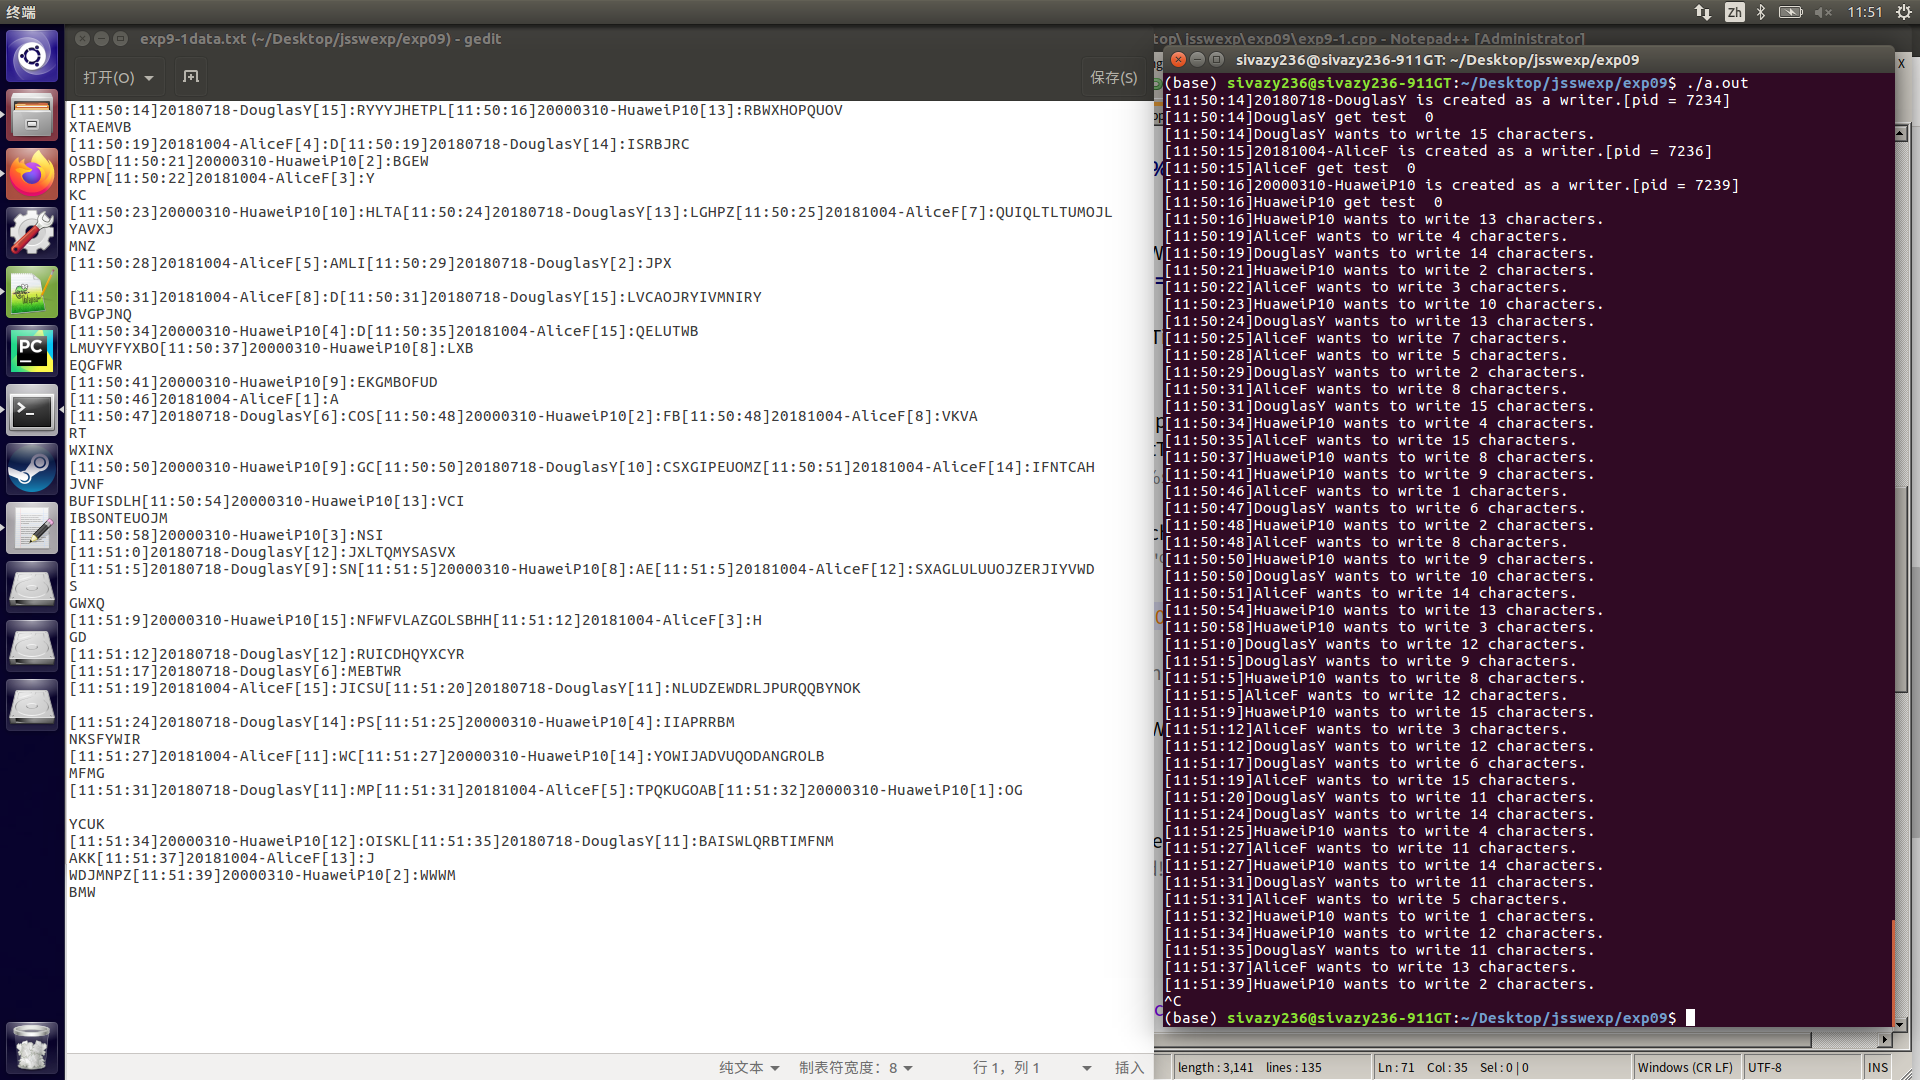 终端
Zh
11:51
exp9-1data.txt (~/Desktop/jsswexp/exp09) - gedit
打开(O)
保存(S)
[11:50:14]20180718-DouglasY[15]:RYYYJHETPL[11:50:16]20000310-HuaweiP10[13]:RBWXHOPQUOV
XTAEMVB
[11:50:19]20181004-AliceF[4]:D[11:50:19]20180718-DouglasY[14]:ISRBJRC
OSBD[11:50:21]20000310-HuaweiP10[2]:BGEW
RPPN[11:50:22]20181004-AliceF[3]:Y
KC
[11:50:23]20000310-HuaweiP10[10]:HLTA[11:50:24]20180718-DouglasY[13]:LGHPZ[11:50:25]20181004-AliceF[7]:QUIQLTLTUMOJL
YAVXJ
MNZ
[11:50:28]20181004-AliceF[5]:AMLI[11:50:29]20180718-DouglasY[2]:JPX
[11:50:31]20181004-AliceF[8]:D[11:50:31]20180718-DouglasY[15]:LVCAOJRYIVMNIRY
BVGPJNQ
[11:50:34]20000310-HuaweiP10[4]:D[11:50:35]20181004-AliceF[15]:QELUTWB
LMUYYFYXBO[11:50:37]20000310-HuaweiP10[8]:LXB
EQGFWR
[11:50:41]20000310-HuaweiP10[9]:EKGMBOFUD
[11:50:46]20181004-AliceF[1]:A
[11:50:47]20180718-DouglasY[6]:COS[11:50:48]20000310-HuaweiP10[2]:FB[11:50:48]20181004-AliceF[8]:VKVA
RT
WXINX
[11:50:50]20000310-HuaweiP10[9]:GC[11:50:50]20180718-DouglasY[10]:CSXGIPEUOMZ[11:50:51]20181004-AliceF[14]:IFNTCAH
JVNF
BUFISDLH[11:50:54]20000310-HuaweiP10[13]:VCI
IBSONTEUOJM
[11:50:58]20000310-HuaweiP10[3]:NSI
[11:51:0]20180718-DouglasY[12]:JXLTQMYSASVX
[11:51:5]20180718-DouglasY[9]:SN[11:51:5]20000310-HuaweiP10[8]:AE[11:51:5]20181004-AliceF[12]:SXAGLULUUOJZERJIYVWD
S
GWXQ
[11:51:9]20000310-HuaweiP10[15]:NFWFVLAZGOLSBHH[11:51:12]20181004-AliceF[3]:H
GD
[11:51:12]20180718-DouglasY[12]:RUICDHQYXCYR
[11:51:17]20180718-DouglasY[6]:MEBTWR
[11:51:19]20181004-AliceF[15]:JICSU[11:51:20]20180718-DouglasY[11]:NLUDZEWDRLJPURQQBYNOK
[11:51:24]20180718-DouglasY[14]:PS[11:51:25]20000310-HuaweiP10[4]:IIAPRRBM
NKSFYWIR
[11:51:27]20181004-AliceF[11]:WC[11:51:27]20000310-HuaweiP10[14]:YOWIJADVUQODANGROLB
MFMG
[11:51:31]20180718-DouglasY[11]:MP[11:51:31]20181004-AliceF[5]:TPQKUGOAB[11:51:32]20000310-HuaweiP10[1]:OG
YCUK
[11:51:34]20000310-HuaweiP10[12]:OISKL[11:51:35]20180718-DouglasY[11]:BAISWLQRBTIMFNM
AKK[11:51:37]20181004-AliceF[13]:J
WDJMNPZ[11:51:39]20000310-HuaweiP10[2]:WWWM
BMW
纯文本
制表符宽度：8
行 1，列 1
插入
top\jsswexp\exp09\exp9-1.cpp - Notepad++ [Administrator]
sivazy236@sivazy236-911GT: ~/Desktop/jsswexp/exp09
(base) sivazy236@sivazy236-911GT:~/Desktop/jsswexp/exp09$ ./a.out
[11:50:14]20180718-DouglasY is created as a writer.[pid = 7234]
[11:50:14]DouglasY get test  0
[11:50:14]DouglasY wants to write 15 characters.
[11:50:15]20181004-AliceF is created as a writer.[pid = 7236]
[11:50:15]AliceF get test  0
[11:50:16]20000310-HuaweiP10 is created as a writer.[pid = 7239]
[11:50:16]HuaweiP10 get test  0
[11:50:16]HuaweiP10 wants to write 13 characters.
[11:50:19]AliceF wants to write 4 characters.
[11:50:19]DouglasY wants to write 14 characters.
[11:50:21]HuaweiP10 wants to write 2 characters.
[11:50:22]AliceF wants to write 3 characters.
[11:50:23]HuaweiP10 wants to write 10 characters.
[11:50:24]DouglasY wants to write 13 characters.
[11:50:25]AliceF wants to write 7 characters.
[11:50:28]AliceF wants to write 5 characters.
[11:50:29]DouglasY wants to write 2 characters.
[11:50:31]AliceF wants to write 8 characters.
[11:50:31]DouglasY wants to write 15 characters.
[11:50:34]HuaweiP10 wants to write 4 characters.
[11:50:35]AliceF wants to write 15 characters.
[11:50:37]HuaweiP10 wants to write 8 characters.
[11:50:41]HuaweiP10 wants to write 9 characters.
[11:50:46]AliceF wants to write 1 characters.
[11:50:47]DouglasY wants to write 6 characters.
[11:50:48]HuaweiP10 wants to write 2 characters.
[11:50:48]AliceF wants to write 8 characters.
[11:50:50]HuaweiP10 wants to write 9 characters.
[11:50:50]DouglasY wants to write 10 characters.
[11:50:51]AliceF wants to write 14 characters.
[11:50:54]HuaweiP10 wants to write 13 characters.
[11:50:58]HuaweiP10 wants to write 3 characters.
[11:51:0]DouglasY wants to write 12 characters.
[11:51:5]DouglasY wants to write 9 characters.
[11:51:5]HuaweiP10 wants to write 8 characters.
[11:51:5]AliceF wants to write 12 characters.
[11:51:9]HuaweiP10 wants to write 15 characters.
[11:51:12]AliceF wants to write 3 characters.
[11:51:12]DouglasY wants to write 12 characters.
[11:51:17]DouglasY wants to write 6 characters.
[11:51:19]AliceF wants to write 15 characters.
[11:51:20]DouglasY wants to write 11 characters.
[11:51:24]DouglasY wants to write 14 characters.
[11:51:25]HuaweiP10 wants to write 4 characters.
[11:51:27]AliceF wants to write 11 characters.
[11:51:27]HuaweiP10 wants to write 14 characters.
[11:51:31]DouglasY wants to write 11 characters.
[11:51:31]AliceF wants to write 5 characters.
[11:51:32]HuaweiP10 wants to write 1 characters.
[11:51:34]HuaweiP10 wants to write 12 characters.
[11:51:35]DouglasY wants to write 11 characters.
[11:51:37]AliceF wants to write 13 characters.
[11:51:39]HuaweiP10 wants to write 2 characters.
^C
(base) sivazy236@sivazy236-911GT:~/Desktop/jsswexp/exp09$
length : 3,141 lines : 135
Ln : 71 Col : 35 Sel : 0 | 0
Windows (CR LF)
UTF-8
INS